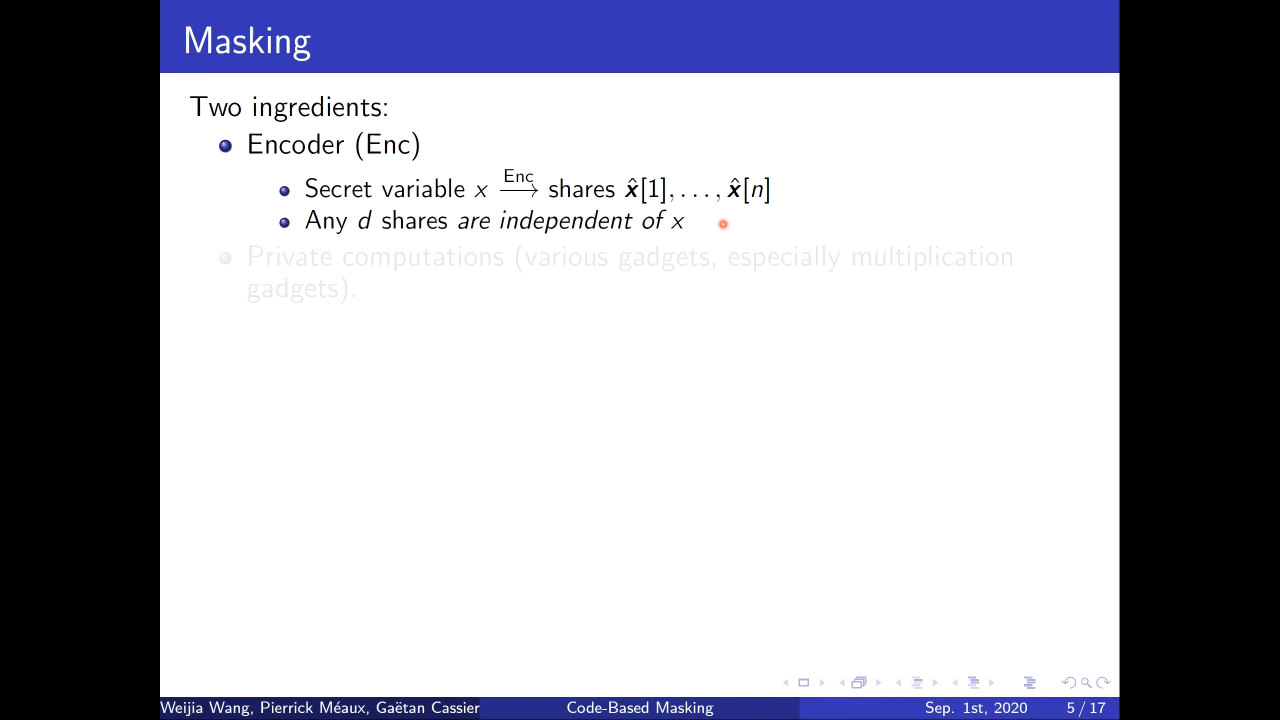 Masking
Two ingredients:
Encoder (Enc)
Secret variable x Enc⟶ shares x̂[1], . . . , x̂[n]
Any d shares are independent of x
Private computations (various gadgets, especially multiplication
gadgets).
Weijia Wang, Pierrick Méaux, Gaëtan Cassier Code-Based Masking Sep. 1st, 2020 5 / 17